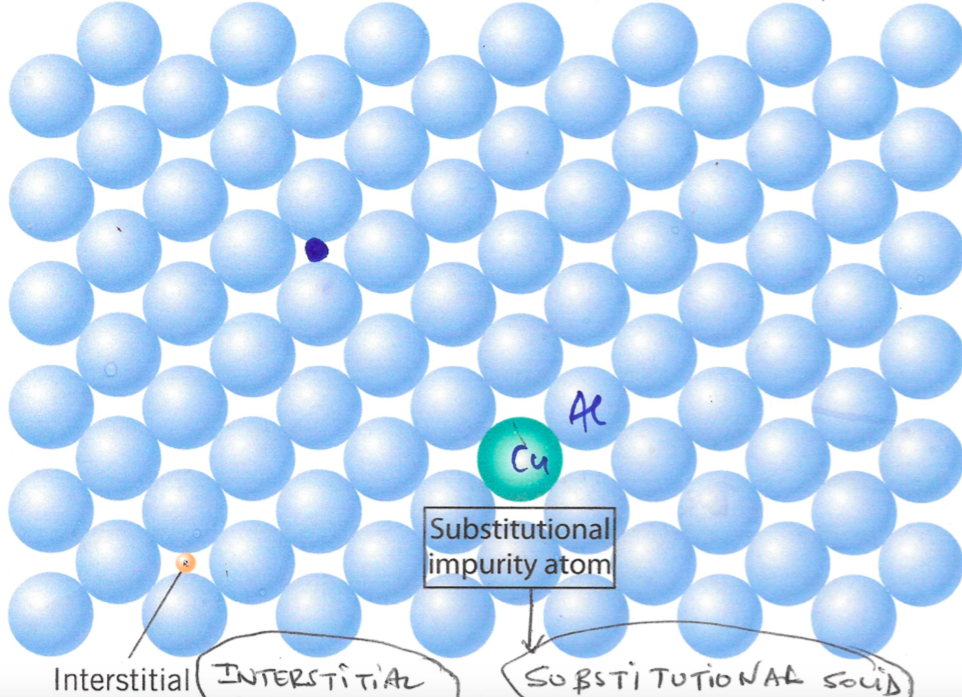 Al
Cu
Substitutional
impurity atom
Interstitial INTERSTITIAL SUBSTITUTIONAL SOLID